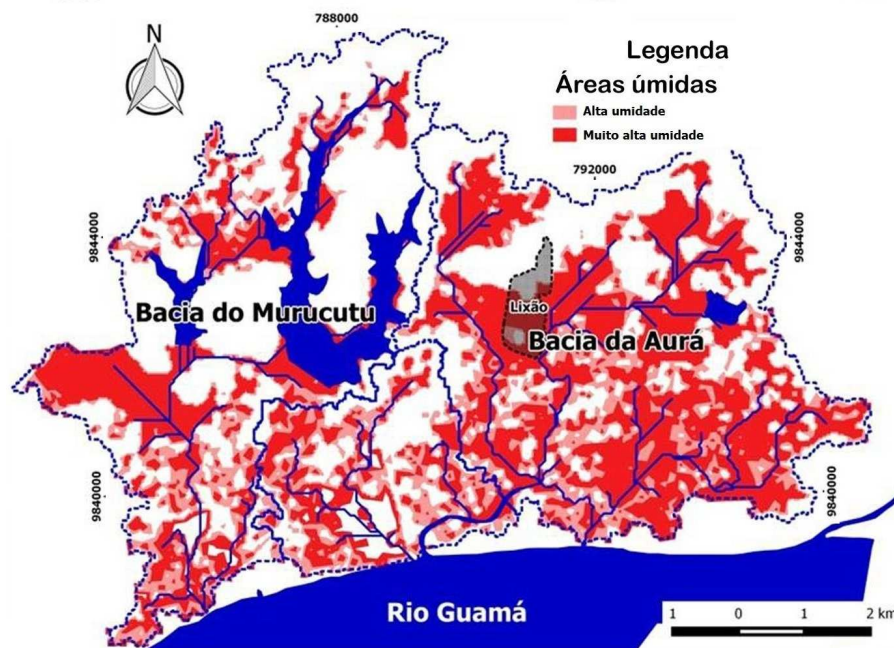 788000
N
Legenda
Áreas úmidas
Alta umidade
Muito alta umidade
792000
9844000
9844000
Lixão
Bacia do Murucutu
Bacia da Aurá
9840000
9840000
Rio Guamá
1 0 1 2 km